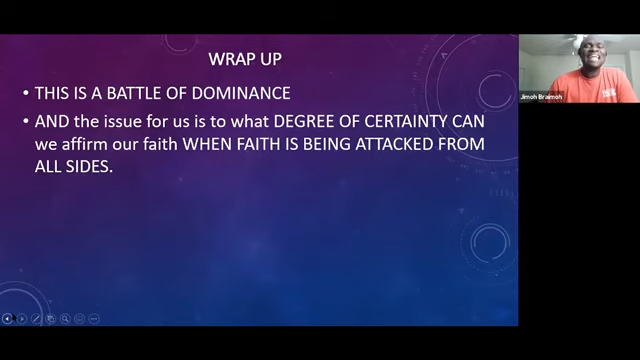 WRAP UP
• THIS IS A BATTLE OF DOMINANCE
• AND the issue for us is to what DEGREE OF CERTAINTY CAN
we affirm our faith WHEN FAITH IS BEING ATTACKED FROM
ALL SIDES.
Jimoh Braimoh